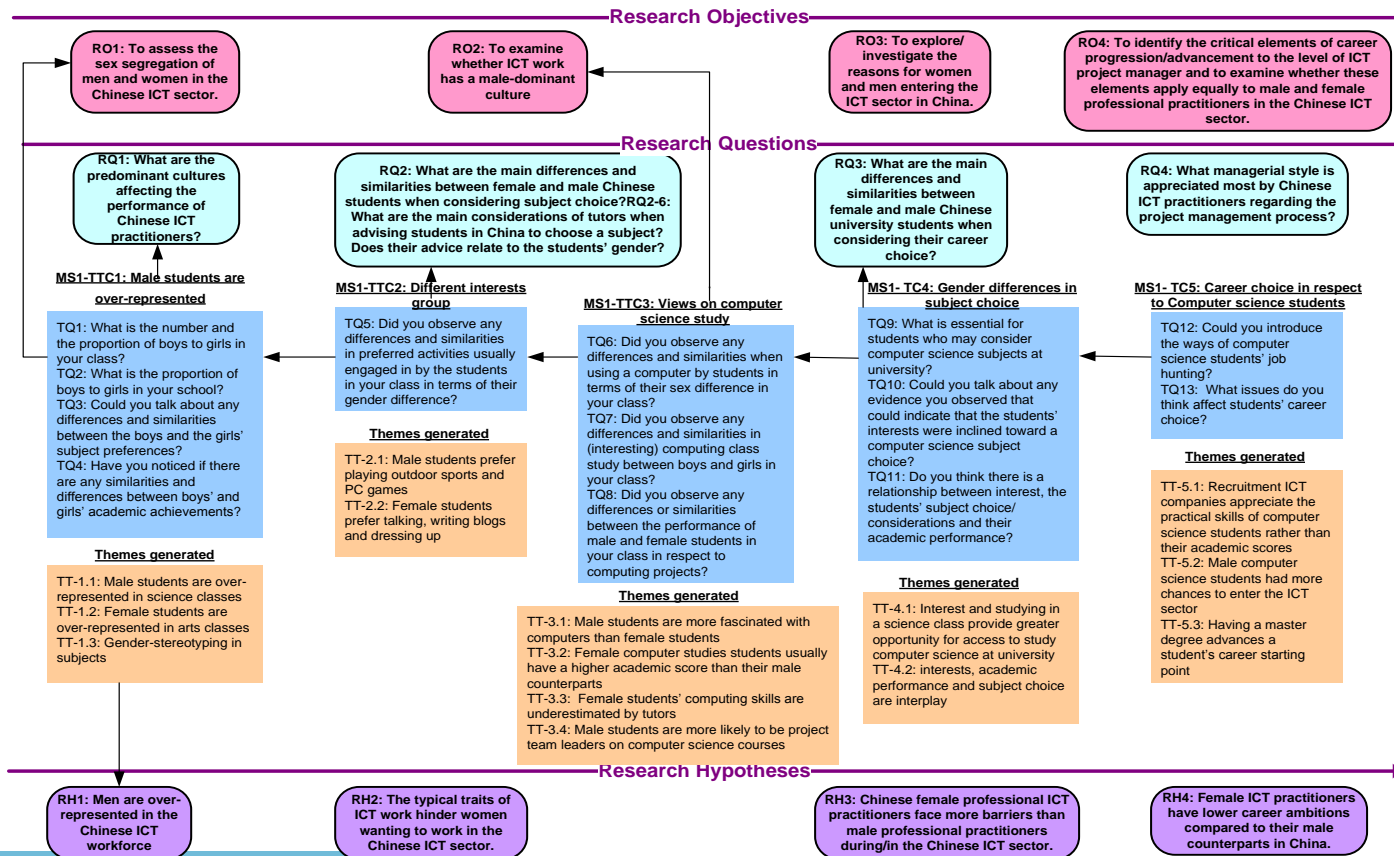 Research Objectives
RO1: To assess the
sex segregation of
men and women in the
Chinese ICT sector.
RO2: To examine
whether ICT work
has a male-dominant
culture
RO3: To explore/
investigate the
reasons for women
and men entering the
ICT sector in China.
RO4: To identify the critical elements of career
progression/advancement to the level of ICT
project manager and to examine whether these
elements apply equally to male and female
professional practitioners in the Chinese ICT
sector.
Research Questions
RQ1: What are the
predominant cultures
affecting the
performance of
Chinese ICT
practitioners?
RQ2: What are the main differences and
similarities between female and male Chinese
students when considering subject choice?RQ2-6:
What are the main considerations of tutors when
advising students in China to choose a subject?
Does their advice relate to the students' gender?
RQ3: What are the main
differences and
similarities between
female and male Chinese
university students when
considering their career
choice?
RQ4: What managerial style is
appreciated most by Chinese
ICT practitioners regarding the
project management process?
MS1-TTC1: Male students are
over-represented
TQ1: What is the number and
the proportion of boys to girls in
your class?
TQ2: What is the proportion of
boys to girls in your school?
TQ3: Could you talk about any
differences and similarities
between the boys and the girls'
subject preferences?
TQ4: Have you noticed if there
are any similarities and
differences between boys' and
girls' academic achievements?
Themes generated
TT-1.1: Male students are over-
represented in science classes
TT-1.2: Female students are
over-represented in arts classes
TT-1.3: Gender-stereotyping in
subjects
MS1-TTC2: Different interests
group
TQ5: Did you observe any
differences and similarities
in preferred activities usually
engaged in by the students
in your class in terms of their
gender difference?
Themes generated
TT-2.1: Male students prefer
playing outdoor sports and
PC games
TT-2.2: Female students
prefer talking, writing blogs
and dressing up
MS1-TTC3: Views on computer
science study
TQ6: Did you observe any
differences and similarities when
using a computer by students in
terms of their sex difference in
your class?
TQ7: Did you observe any
differences and similarities in
(interesting) computing class
study between boys and girls in
your class?
TQ8: Did you observe any
differences or similarities
between the performance of
male and female students in
your class in respect to
computing projects?
Themes generated
TT-3.1: Male students are more fascinated with
computers than female students
TT-3.2: Female computer studies students usually
have a higher academic score than their male
counterparts
TT-3.3: Female students' computing skills are
underestimated by tutors
TT-3.4: Male students are more likely to be project
team leaders on computer science courses
MS1- TC4: Gender differences in
subject choice
TQ9: What is essential for
students who may consider
computer science subjects at
university?
TQ10: Could you talk about any
evidence you observed that
could indicate that the students'
interests were inclined toward a
computer science subject
choice?
TQ11: Do you think there is a
relationship between interest, the
students' subject choice/
considerations and their
academic performance?
Themes generated
TT-4.1: Interest and studying in
a science class provide greater
opportunity for access to study
computer science at university
TT-4.2: interests, academic
performance and subject choice
are interplay
MS1- TC5: Career choice in respect
to Computer science students
TQ12: Could you introduce
the ways of computer
science students' job
hunting?
TQ13: What issues do you
think affect students' career
choice?
Themes generated
TT-5.1: Recruitment ICT
companies appreciate the
practical skills of computer
science students rather than
their academic scores
TT-5.2: Male computer
science students had more
chances to enter the ICT
sector
TT-5.3: Having a master
degree advances a
student's career starting
point
Research Hypotheses
RH1: Men are over-
represented in the
Chinese ICT
workforce
RH2: The typical traits of
ICT work hinder women
wanting to work in the
Chinese ICT sector.
RH3: Chinese female professional ICT
practitioners face more barriers than
male professional practitioners
during/in the Chinese ICT sector.
RH4: Female ICT practitioners
have lower career ambitions
compared to their male
counterparts in China.